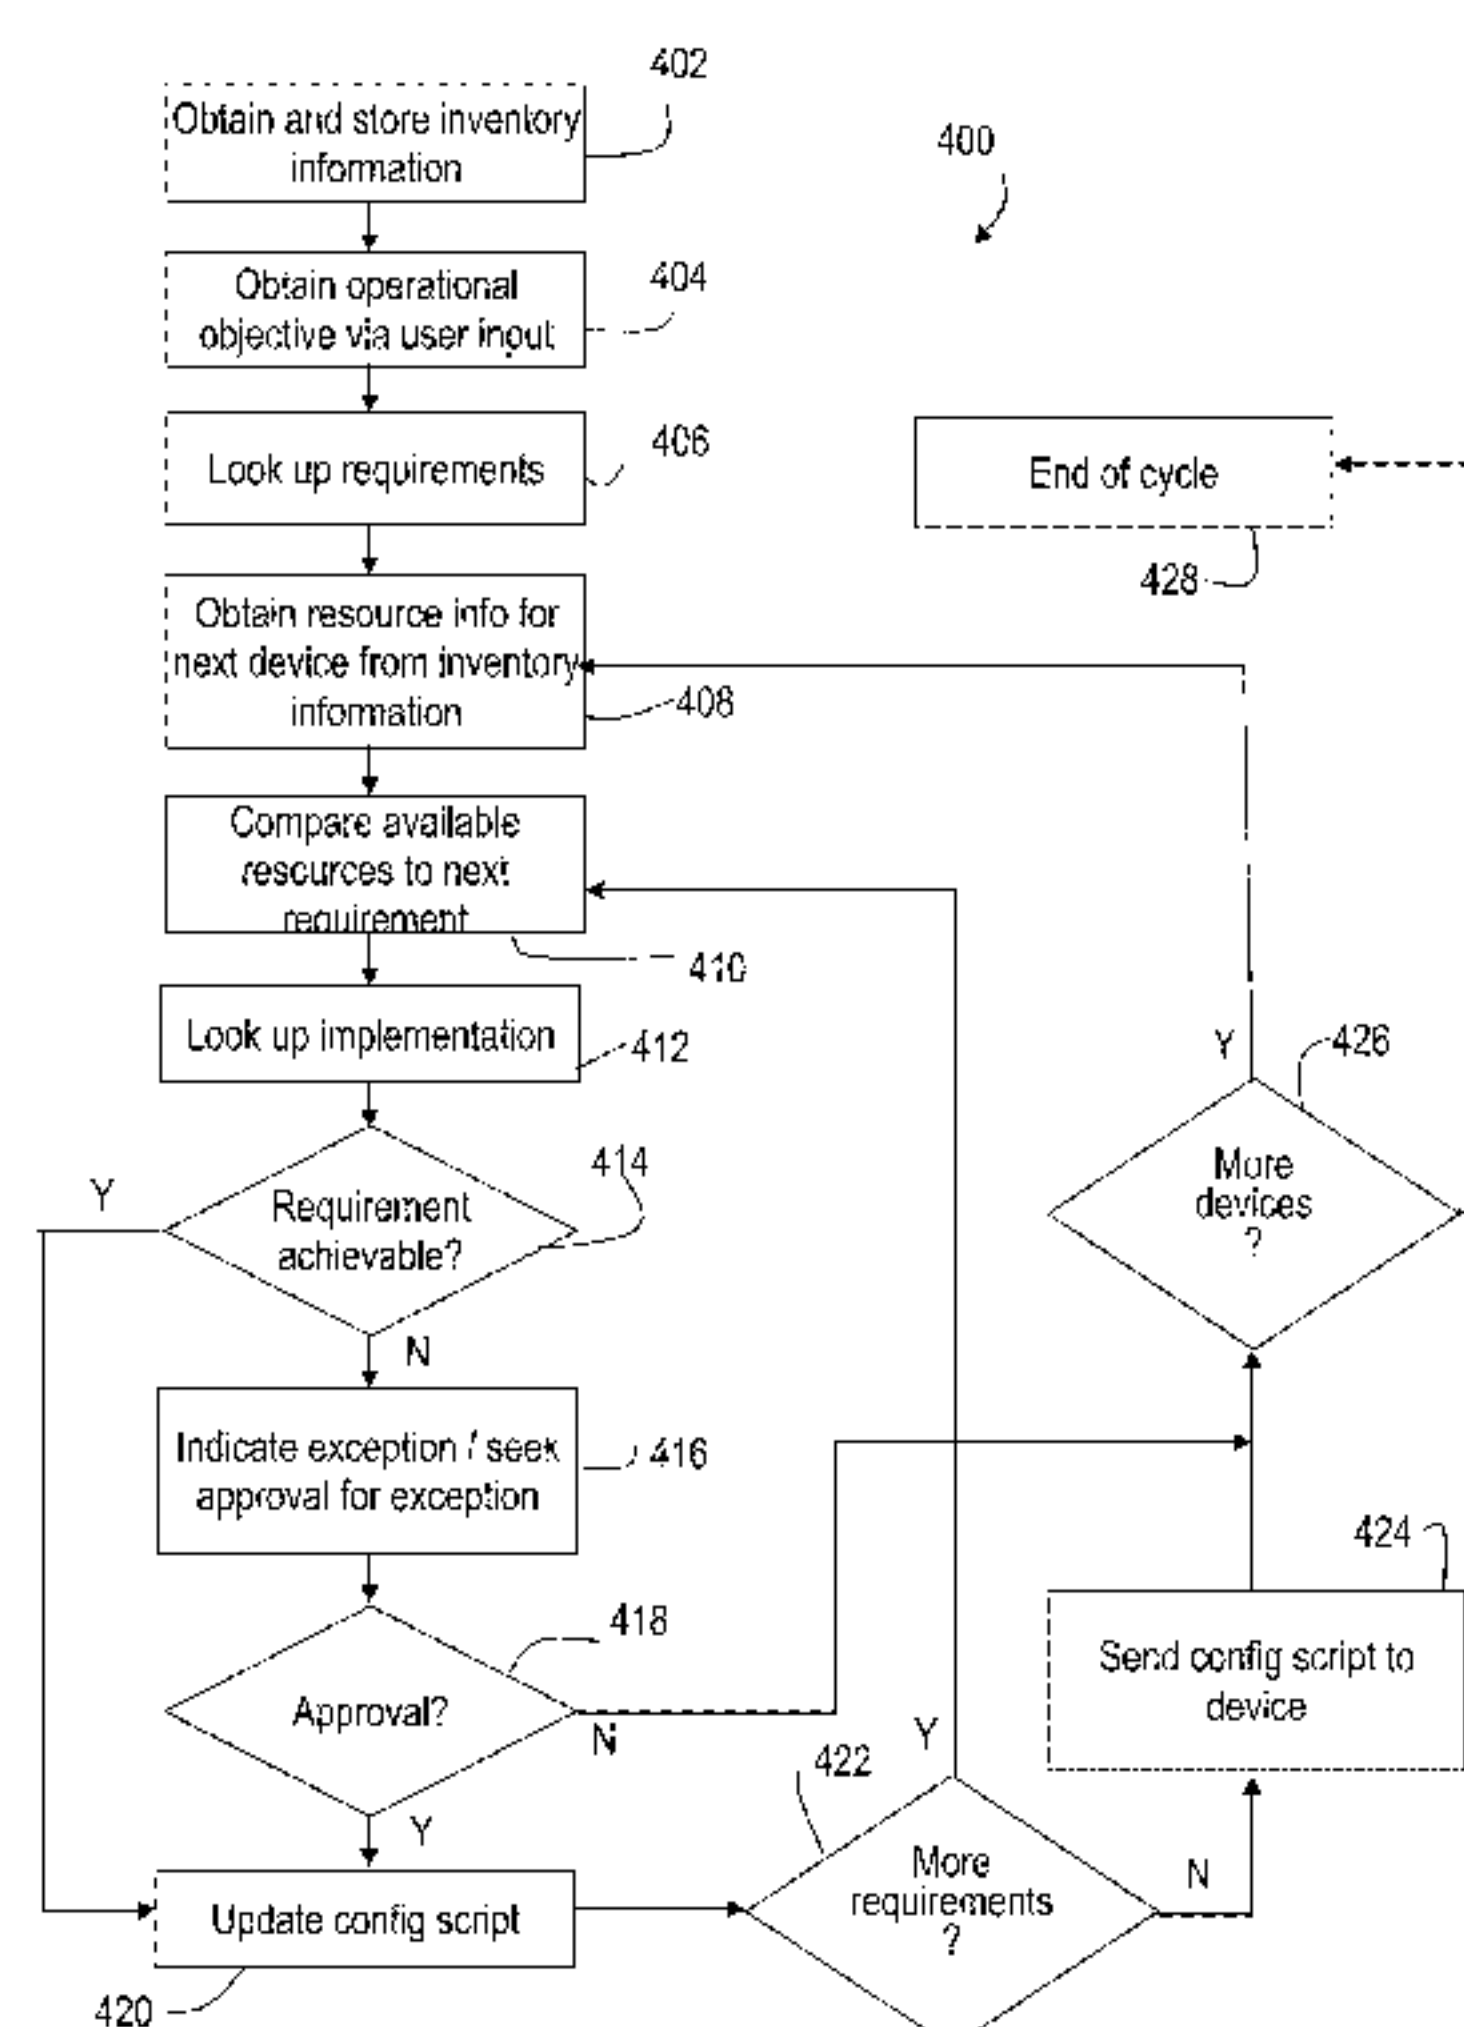 402
Obtain and store inventory
information
400
404
Obtain operational
objective via user input
406
Look up requirements
End of cycle
428
Obtain resource info for
next device from inventory
information
408
Compare available
resources to next
requirement
410
Look up implementation
412
Y
426
414
Y
Requirement
achievable?
More
devices
?
N
Indicate exception / seek
approval for exception
416
424
418
Send config script to
device
Approval?
N
Y
422
Y
More
requirements
?
N
Update config script
420